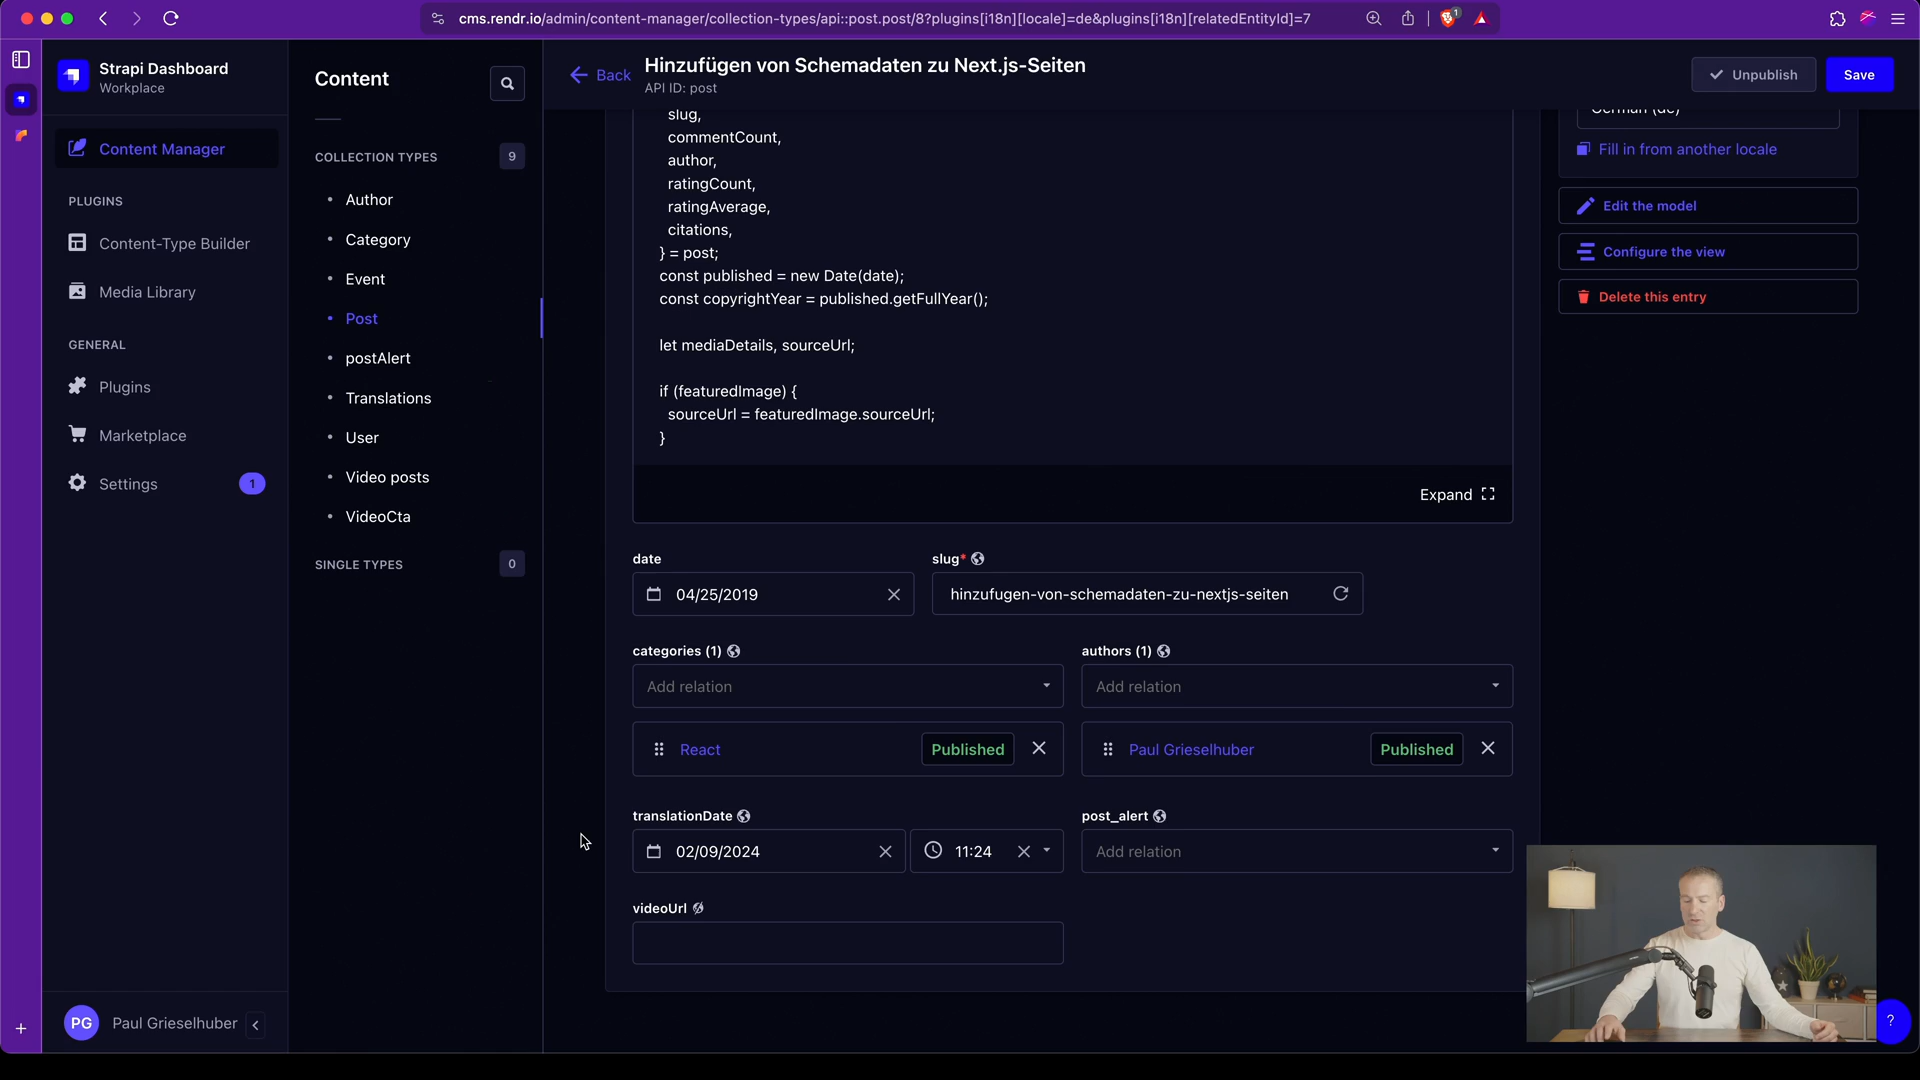 cms.rendr.io/admin/content-manager/collection-types/api::post.post/8?plugins[i18n][locale]=de&plugins[i18n][relatedEntityId]=7
1
Strapi Dashboard
Workplace
Content Manager
PLUGINS
Content-Type Builder
Media Library
GENERAL
Plugins
Marketplace
Settings
1
PG
Paul Grieselhuber
Content
COLLECTION TYPES
9
Author
Category
Event
Post
postAlert
Translations
User
Video posts
VideoCta
SINGLE TYPES
0
Back
Hinzufügen von Schemadaten zu Next.js-Seiten
API ID: post
Unpublish
Save
slug,
commentCount,
author,
ratingCount,
ratingAverage,
citations,
} = post;
const published = new Date(date);
const copyrightYear = published.getFullYear();
let mediaDetails, sourceUrl;
if (featuredImage) {
sourceUrl = featuredImage.sourceUrl;
}
Expand
date
04/25/2019
slug*
hinzufugen-von-schemadaten-zu-nextjs-seiten
categories (1)
Add relation
React
Published
authors (1)
Add relation
Paul Grieselhuber
Published
translationDate
02/09/2024
11:24
post_alert
Add relation
videoUrl
German (de)
Fill in from another locale
Edit the model
Configure the view
Delete this entry
?